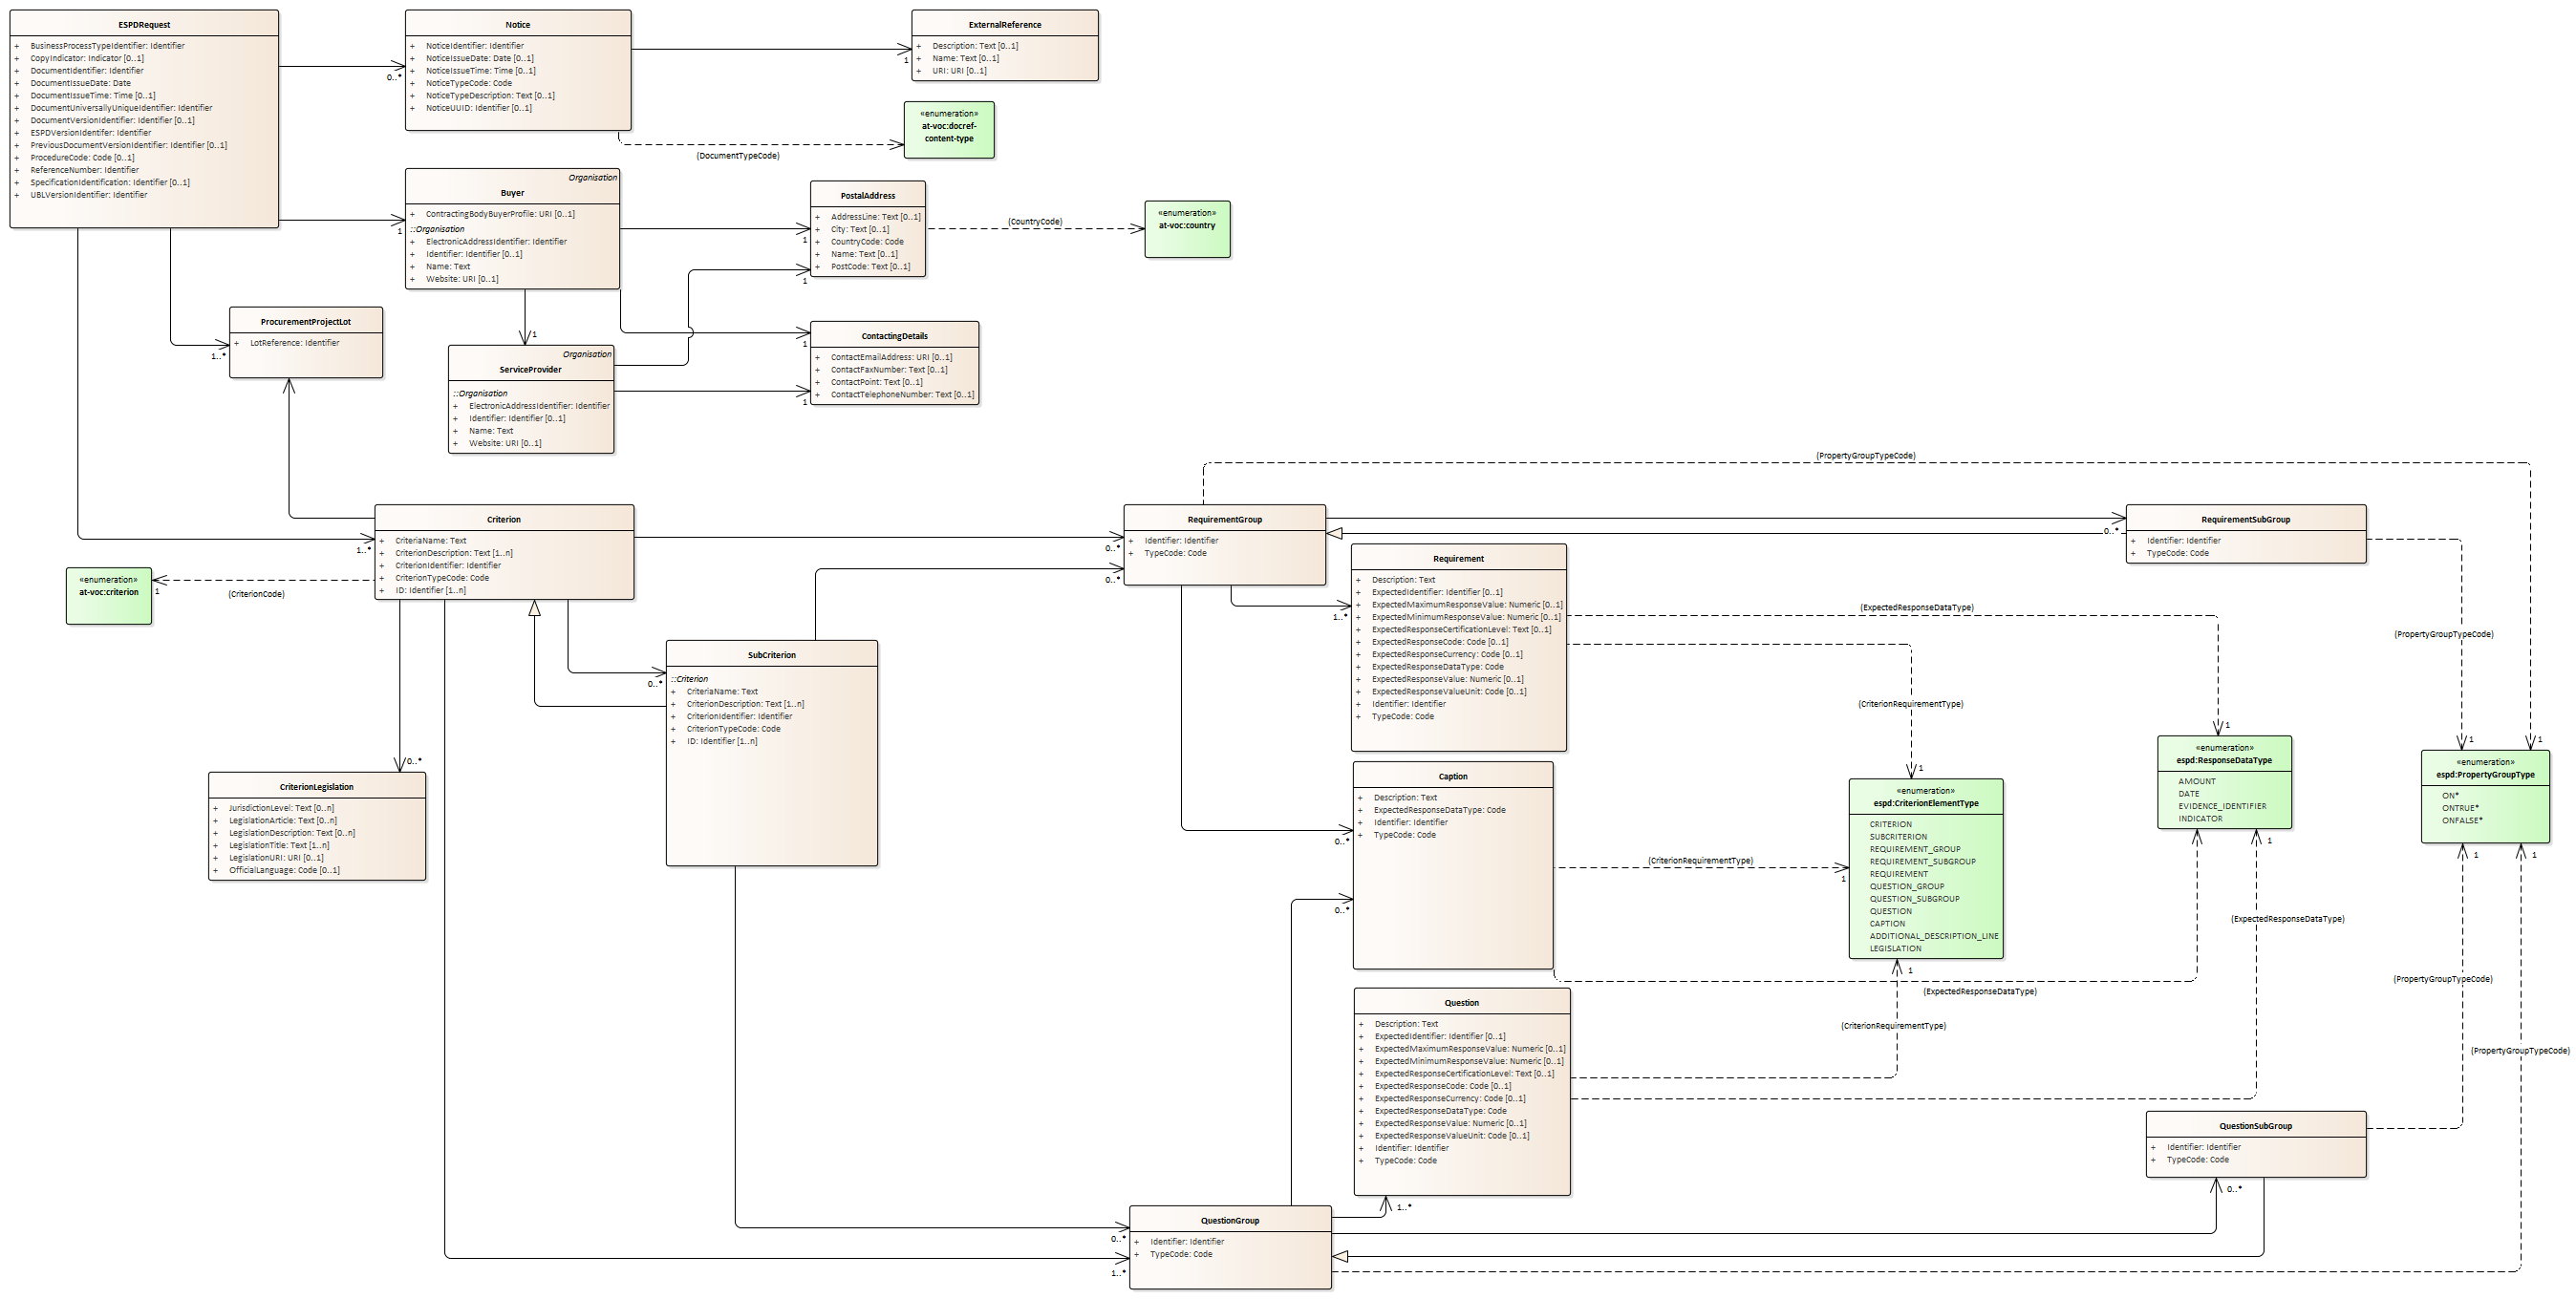 ESPDRequest
+ BusinessProcessTypeIdentifier: Identifier
+ CopyIndicator: Indicator [0..1]
+ DocumentIdentifier: Identifier
+ DocumentIssueDate: Date
+ DocumentIssueTime: Time [0..1]
+ DocumentUniversallyUniqueIdentifier: Identifier
+ DocumentVersionIdentifier: Identifier [0..1]
+ ESPDVersionIdentifer: Identifier
+ PreviousDocumentVersionIdentifier: Identifier [0..1]
+ ProcedureCode: Code [0..1]
+ ReferenceNumber: Identifier
+ SpecificationIdentification: Identifier [0..1]
+ UBLVersionIdentifier: Identifier
0..*
Notice
+ NoticeIdentifier: Identifier
+ NoticeIssueDate: Date [0..1]
+ NoticeIssueTime: Time [0..1]
+ NoticeTypeCode: Code
+ NoticeTypeDescription: Text [0..1]
+ NoticeUUID: Identifier [0..1]
1
ExternalReference
+ Description: Text [0..1]
+ Name: Text [0..1]
+ URI: URI [0..1]
(DocumentTypeCode)
«enumeration»
at-voc:docref-
content-type
1
Organisation
Buyer
+ ContractingBodyBuyerProfile: URI [0..1]
::Organisation
+ ElectronicAddressIdentifier: Identifier
+ Identifier: Identifier [0..1]
+ Name: Text
+ Website: URI [0..1]
1
1
PostalAddress
+ AddressLine: Text [0..1]
+ City: Text [0..1]
+ CountryCode: Code
+ Name: Text [0..1]
+ PostCode: Text [0..1]
(CountryCode)
«enumeration»
at-voc:country
1..*
ProcurementProjectLot
+ LotReference: Identifier
1
Organisation
ServiceProvider
::Organisation
+ ElectronicAddressIdentifier: Identifier
+ Identifier: Identifier [0..1]
+ Name: Text
+ Website: URI [0..1]
1
1
ContactingDetails
+ ContactEmailAddress: URI [0..1]
+ ContactFaxNumber: Text [0..1]
+ ContactPoint: Text [0..1]
+ ContactTelephoneNumber: Text [0..1]
(PropertyGroupTypeCode)
1..*
Criterion
+ CriteriaName: Text
+ CriterionDescription: Text [1..n]
+ CriterionIdentifier: Identifier
+ CriterionTypeCode: Code
+ ID: Identifier [1..n]
0..*
0..*
RequirementGroup
+ Identifier: Identifier
+ TypeCode: Code
0..*
RequirementSubGroup
+ Identifier: Identifier
+ TypeCode: Code
«enumeration»
at-voc:criterion
1
(CriterionCode)
1..*
Requirement
+ Description: Text
+ ExpectedIdentifier: Identifier [0..1]
+ ExpectedMaximumResponseValue: Numeric [0..1]
+ ExpectedMinimumResponseValue: Numeric [0..1]
+ ExpectedResponseCertificationLevel: Text [0..1]
+ ExpectedResponseCode: Code [0..1]
+ ExpectedResponseCurrency: Code [0..1]
+ ExpectedResponseDataType: Code
+ ExpectedResponseValue: Numeric [0..1]
+ ExpectedResponseValueUnit: Code [0..1]
+ Identifier: Identifier
+ TypeCode: Code
(ExpectedResponseDataType)
(PropertyGroupTypeCode)
(CriterionRequirementType)
0..*
SubCriterion
::Criterion
+ CriteriaName: Text
+ CriterionDescription: Text [1..n]
+ CriterionIdentifier: Identifier
+ CriterionTypeCode: Code
+ ID: Identifier [1..n]
0..*
CriterionLegislation
+ JurisdictionLevel: Text [0..n]
+ LegislationArticle: Text [0..n]
+ LegislationDescription: Text [0..n]
+ LegislationTitle: Text [1..n]
+ LegislationURI: URI [0..1]
+ OfficialLanguage: Code [0..1]
0..*
0..*
Caption
+ Description: Text
+ ExpectedResponseDataType: Code
+ Identifier: Identifier
+ TypeCode: Code
(CriterionRequirementType)
1
1
«enumeration»
espd:CriterionElementType
CRITERION
SUBCRITERION
REQUIREMENT_GROUP
REQUIREMENT_SUBGROUP
REQUIREMENT
QUESTION_GROUP
QUESTION_SUBGROUP
QUESTION
CAPTION
ADDITIONAL_DESCRIPTION_LINE
LEGISLATION
1
1
«enumeration»
espd:ResponseDataType
AMOUNT
DATE
EVIDENCE_IDENTIFIER
INDICATOR
1
1
1
«enumeration»
espd:PropertyGroupType
ON*
ONTRUE*
ONFALSE*
1
1
(ExpectedResponseDataType)
(PropertyGroupTypeCode)
(ExpectedResponseDataType)
(CriterionRequirementType)
(PropertyGroupTypeCode)
Question
+ Description: Text
+ ExpectedIdentifier: Identifier [0..1]
+ ExpectedMaximumResponseValue: Numeric [0..1]
+ ExpectedMinimumResponseValue: Numeric [0..1]
+ ExpectedResponseCertificationLevel: Text [0..1]
+ ExpectedResponseCode: Code [0..1]
+ ExpectedResponseCurrency: Code [0..1]
+ ExpectedResponseDataType: Code
+ ExpectedResponseValue: Numeric [0..1]
+ ExpectedResponseValueUnit: Code [0..1]
+ Identifier: Identifier
+ TypeCode: Code
1..*
QuestionSubGroup
+ Identifier: Identifier
+ TypeCode: Code
0..*
0..*
1..*
QuestionGroup
+ Identifier: Identifier
+ TypeCode: Code